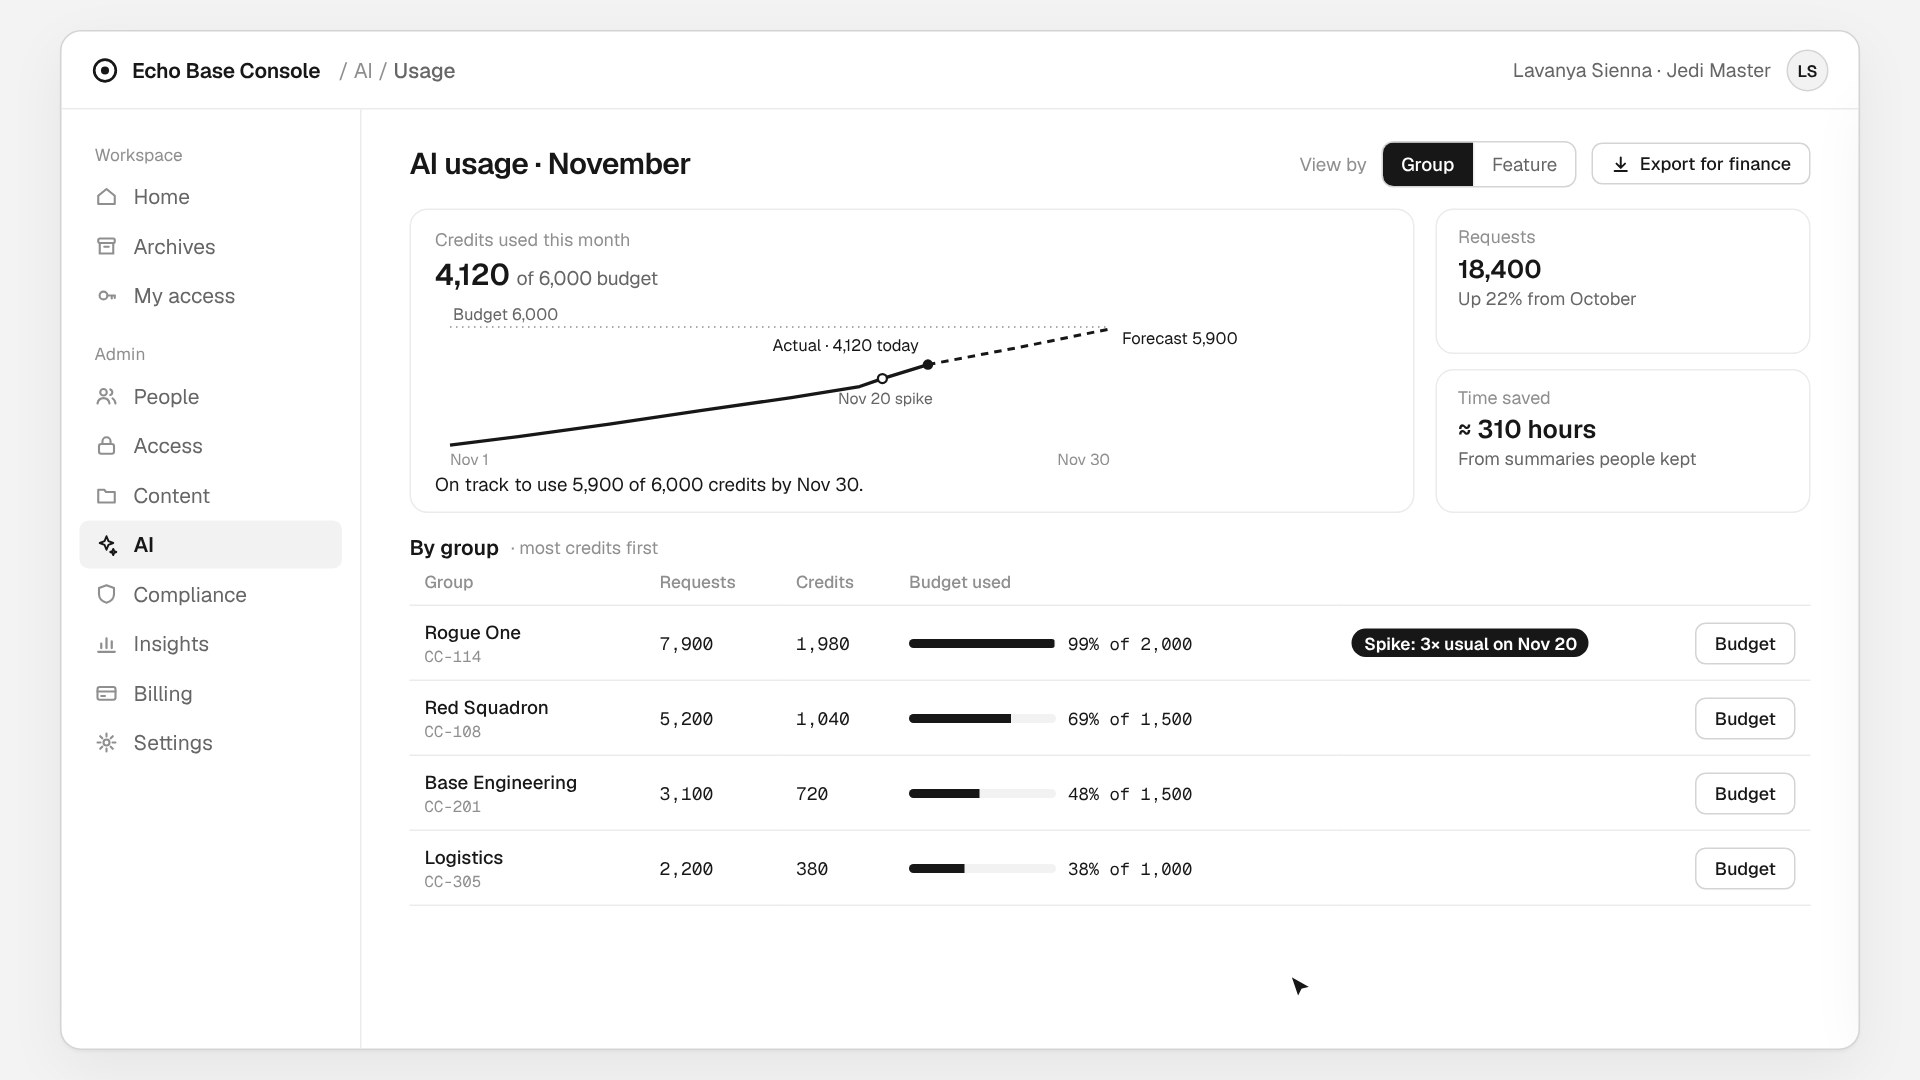 Echo Base Console / AI / Usage
Lavanya Sienna · Jedi Master LS
Workspace
Home
Archives
My access
Admin
People
Access
Content
AI
Compliance
Insights
Billing
Settings
AI usage · November
View by Group Feature Export for finance
Credits used this month
4,120 of 6,000 budget
Budget 6,000
Actual · 4,120 today
Forecast 5,900
Nov 20 spike
Nov 1 Nov 30
On track to use 5,900 of 6,000 credits by Nov 30.
Requests
18,400
Up 22% from October
Time saved
≈ 310 hours
From summaries people kept
By group · most credits first
Group Requests Credits Budget used
Rogue One
CC-114
7,900 1,980 99% of 2,000 Spike: 3× usual on Nov 20 Budget
Red Squadron
CC-108
5,200 1,040 69% of 1,500 Budget
Base Engineering
CC-201
3,100 720 48% of 1,500 Budget
Logistics
CC-305
2,200 380 38% of 1,000 Budget